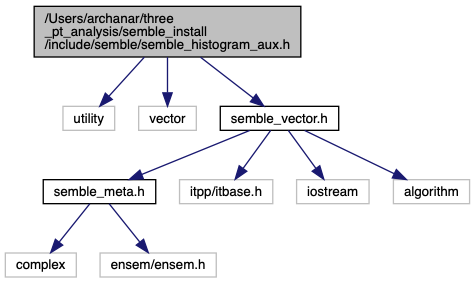 /Users/archanar/three
_pt_analysis/semble_install
/include/semble/semble_histogram_aux.h
utility
vector
semble_vector.h
semble_meta.h
itpp/itbase.h
iostream
algorithm
complex
ensem/ensem.h